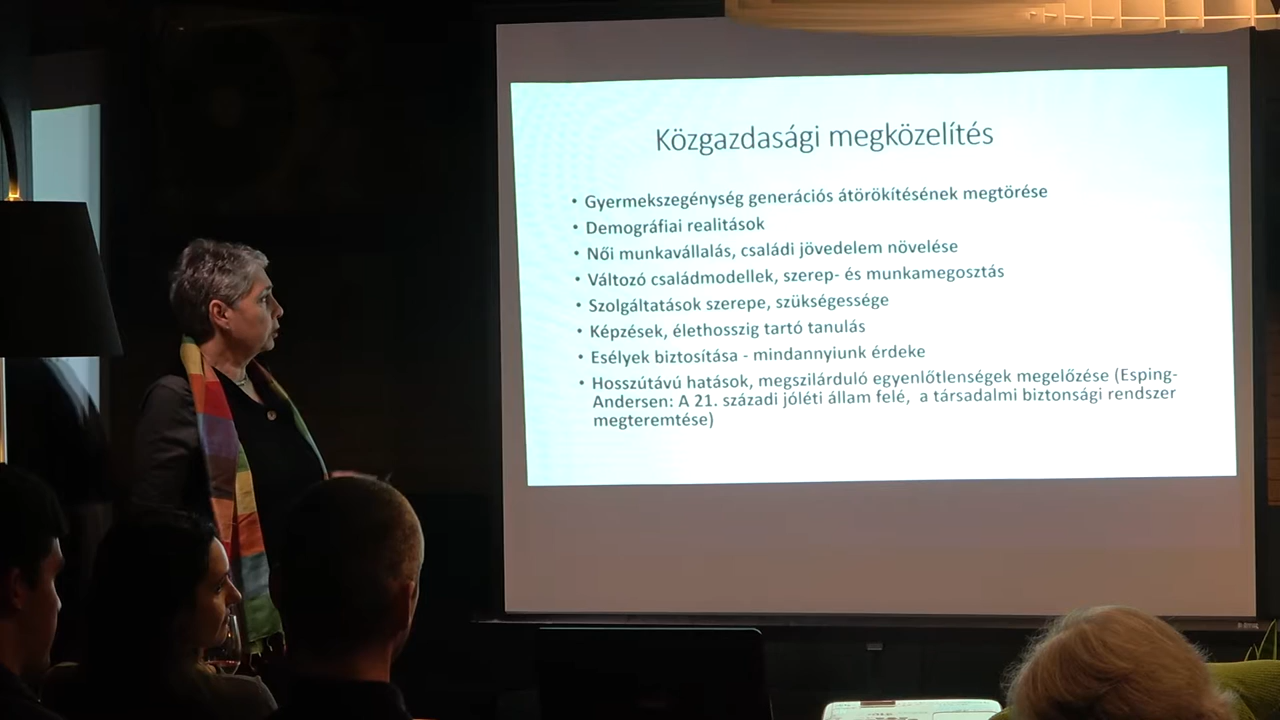 Közgazdasági megközelítés
• Gyermekszegénység generációs átörökítésének megtörése
• Demográfiai realitások
• Női munkavállalás, családi jövedelem növelése
• Változó családmodellek, szerep- és munkamegosztás
• Szolgáltatások szerepe, szükségessége
• Képzések, élethosszig tartó tanulás
• Esélyek biztosítása - mindannyiunk érdeke
• Hosszútávú hatások, megszilárduló egyenlőtlenségek megelőzése (Esping-
Andersen: A 21. századi jóléti állam felé, a társadalmi biztonsági rendszer
megteremtése)